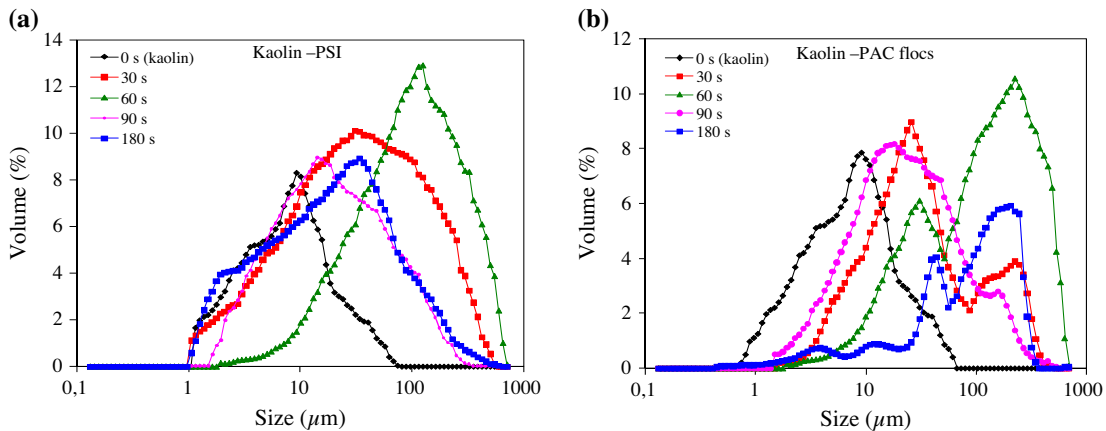 (a)
Kaolin –PSI
0 s (kaolin)
30 s
60 s
90 s
180 s
14
12
10
8
6
4
2
0
Volume (%)
0,1
1
10
100
1000
Size (µm)
(b)
Kaolin –PAC flocs
0 s (kaolin)
30 s
60 s
90 s
180 s
12
10
8
6
4
2
0
Volume (%)
0,1
1
10
100
1000
Size (µm)